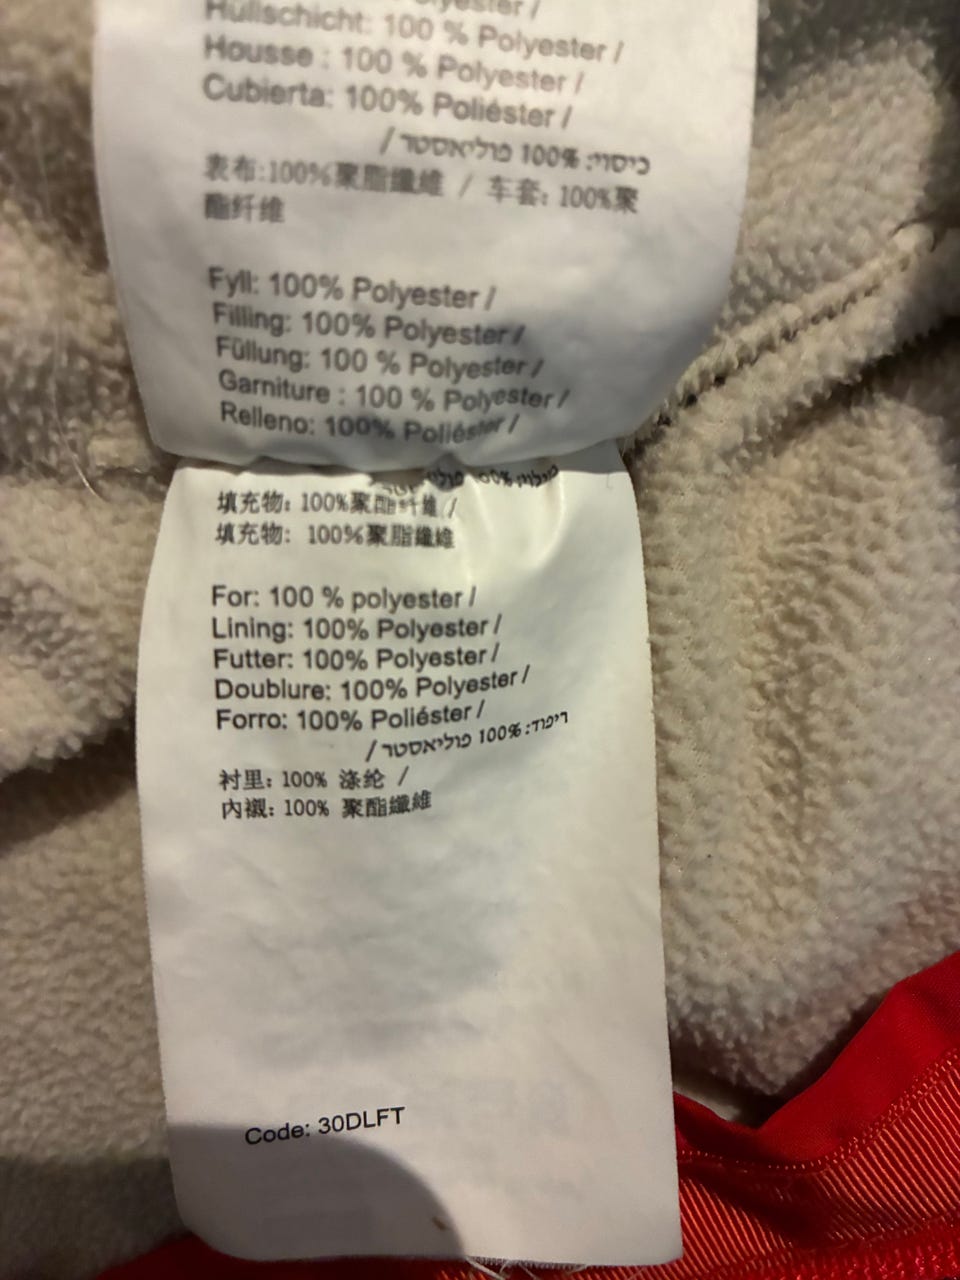 Polyester /
Hüllschicht: 100 % Polyester /
Housse : 100 % Polyester /
Cubierta: 100% Poliéster /
כיסוי: 100% פוליאסטר /
表布:100%聚脂纖維 / 车套: 100%聚
酯纤维
Fyll: 100% Polyester /
Filling: 100% Polyester /
Füllung: 100 % Polyester /
Garniture : 100 % Polyester /
Relleno: 100% Poliéster /
100%
填充物: 100%聚酯纤维 /
填充物: 100%聚脂纖維
For: 100 % polyester /
Lining: 100% Polyester /
Futter: 100% Polyester /
Doublure: 100% Polyester /
Forro: 100% Poliéster /
ריפוד: 100% פוליאסטר /
衬里: 100% 涤纶 /
內襯: 100% 聚酯纖維
Code: 30DLFT